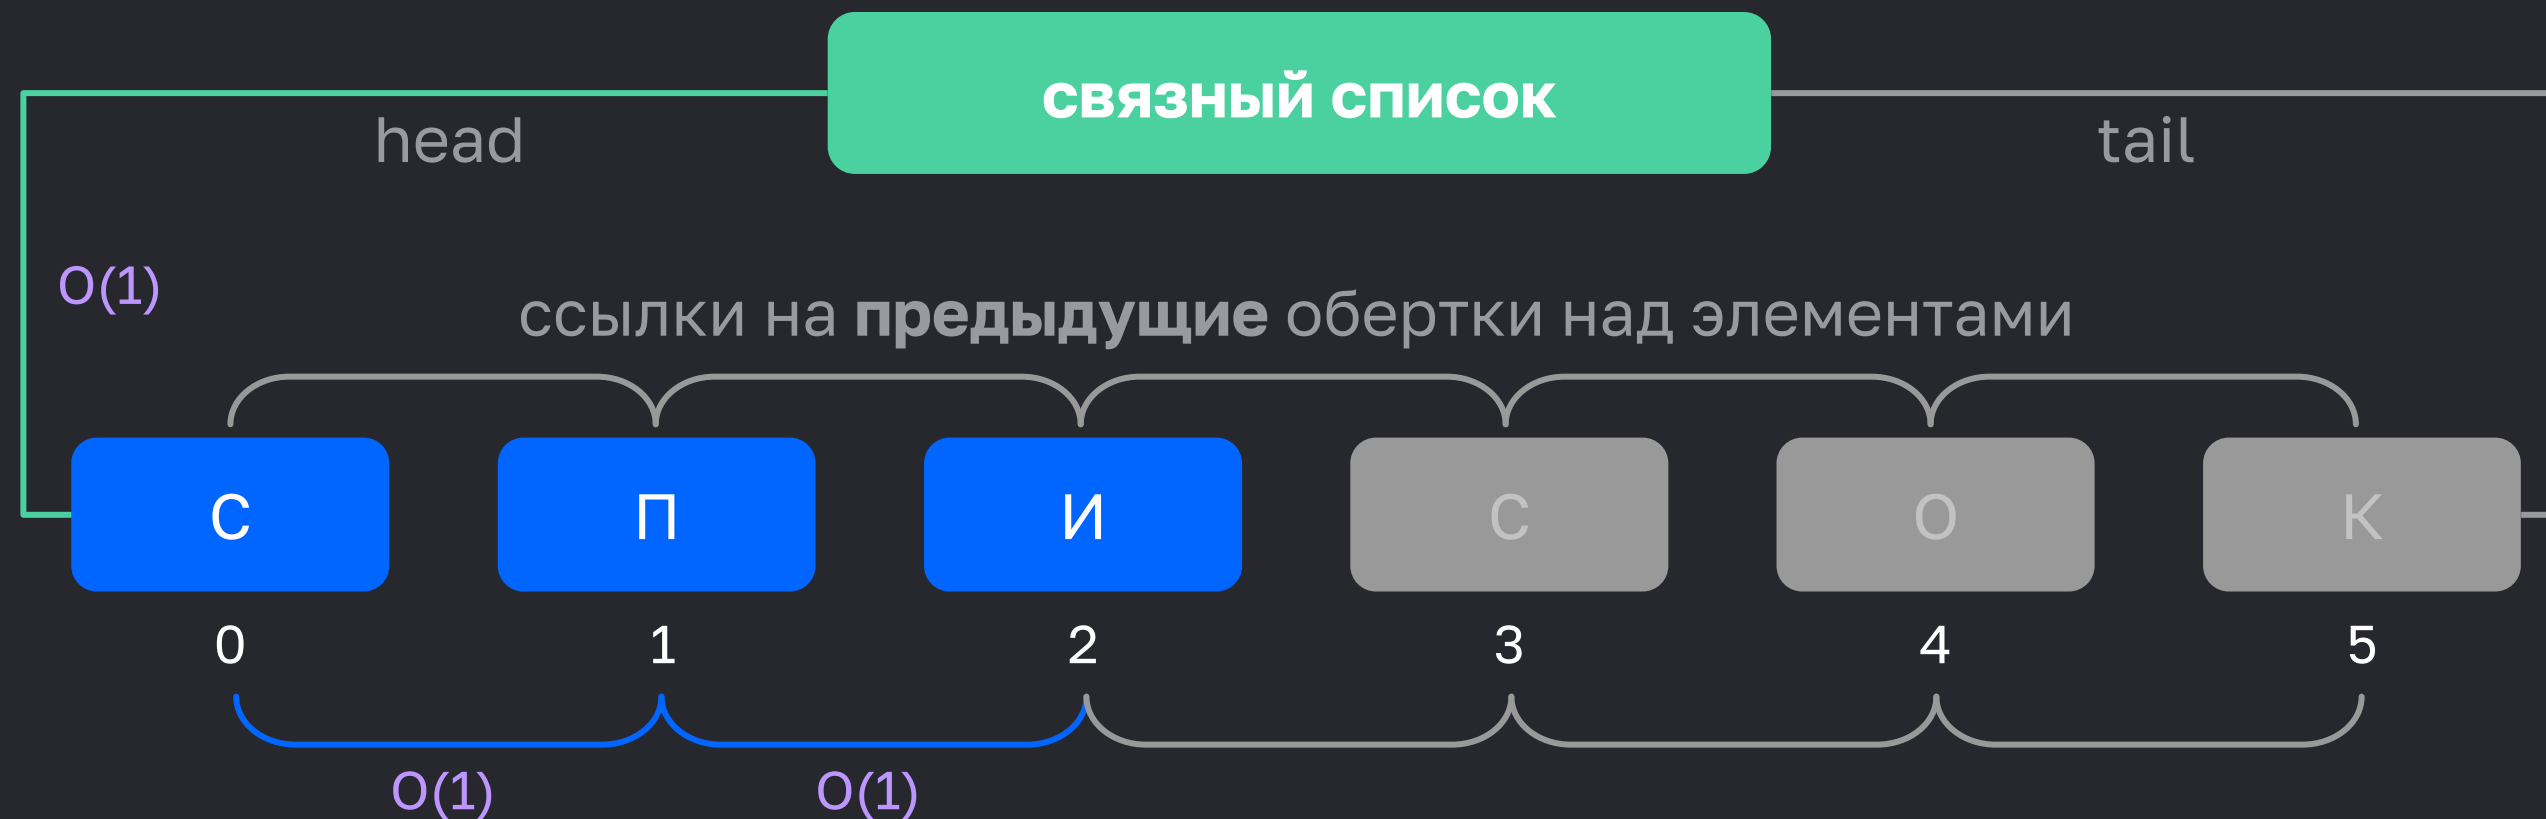 связный список
head
tail
O(1)
ссылки на предыдущие обертки над элементами
С П И С О К
0 1 2 3 4 5
O(1) O(1)